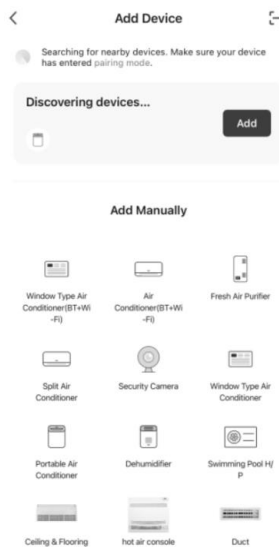 Add Device
Searching for nearby devices. Make sure your device
has entered pairing mode.
Discovering devices...
Add
Add Manually
Window Type Air
Conditioner(BT+Wi
-Fi)
Air
Conditioner(BT+Wi
-Fi)
Fresh Air Purifier
Split Air
Conditioner
Security Camera
Window Type Air
Conditioner
Portable Air
Conditioner
Dehumidifier
Swimming Pool H/
P
Ceiling & Flooring
hot air console
Duct